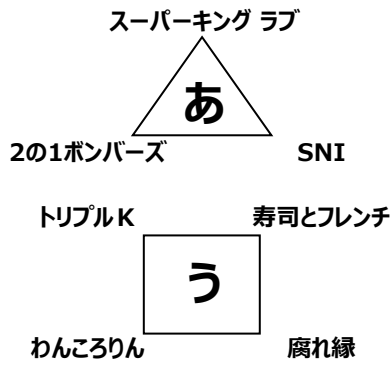 スーパーキング ラブ
あ
2の1ボンバーズ SNI
トリプルK 寿司とフレンチ
う
わんころりん 腐れ縁